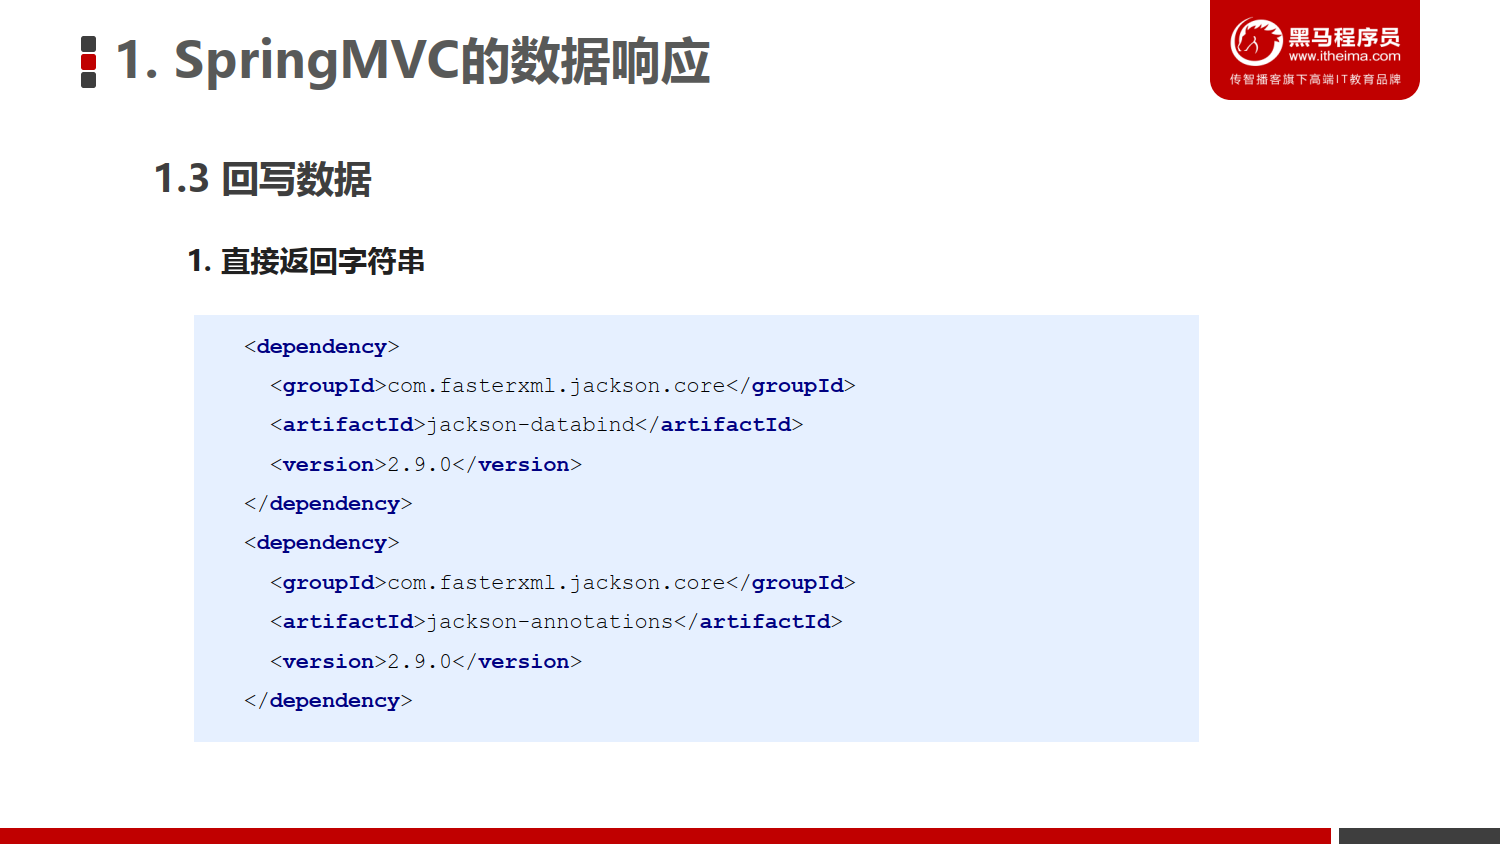 1. SpringMVC的数据响应
黑马程序员
www.itheima.com
传智播客旗下高端IT教育品牌
1.3 回写数据
1. 直接返回字符串
<dependency>
<groupId>com.fasterxml.jackson.core</groupId>
<artifactId>jackson-databind</artifactId>
<version>2.9.0</version>
</dependency>
<dependency>
<groupId>com.fasterxml.jackson.core</groupId>
<artifactId>jackson-annotations</artifactId>
<version>2.9.0</version>
</dependency>